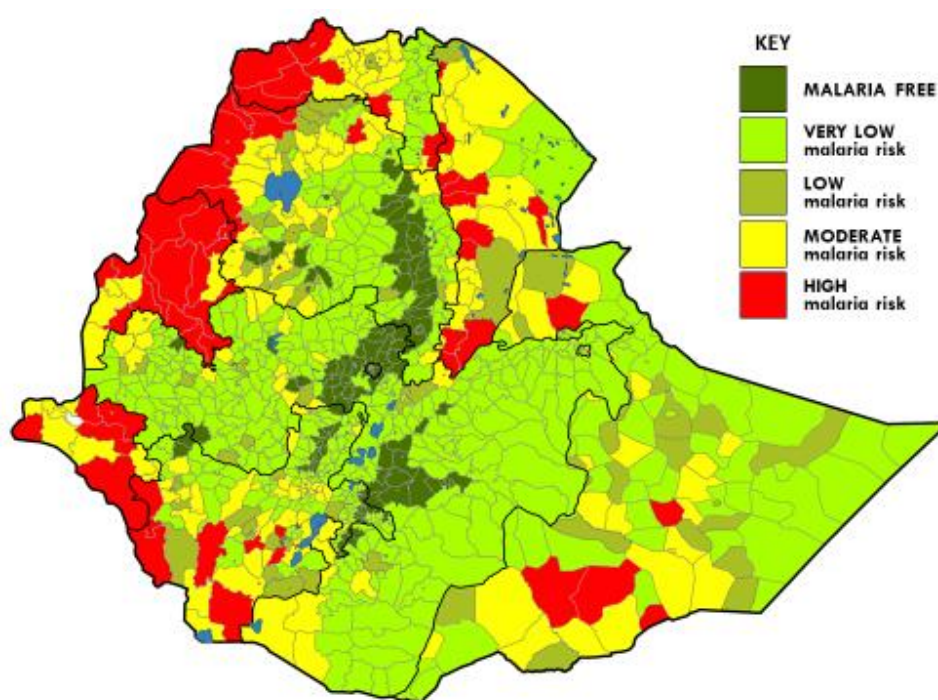 KEY
MALARIA FREE
VERY LOW
malaria risk
LOW
malaria risk
MODERATE
malaria risk
HIGH
malaria risk